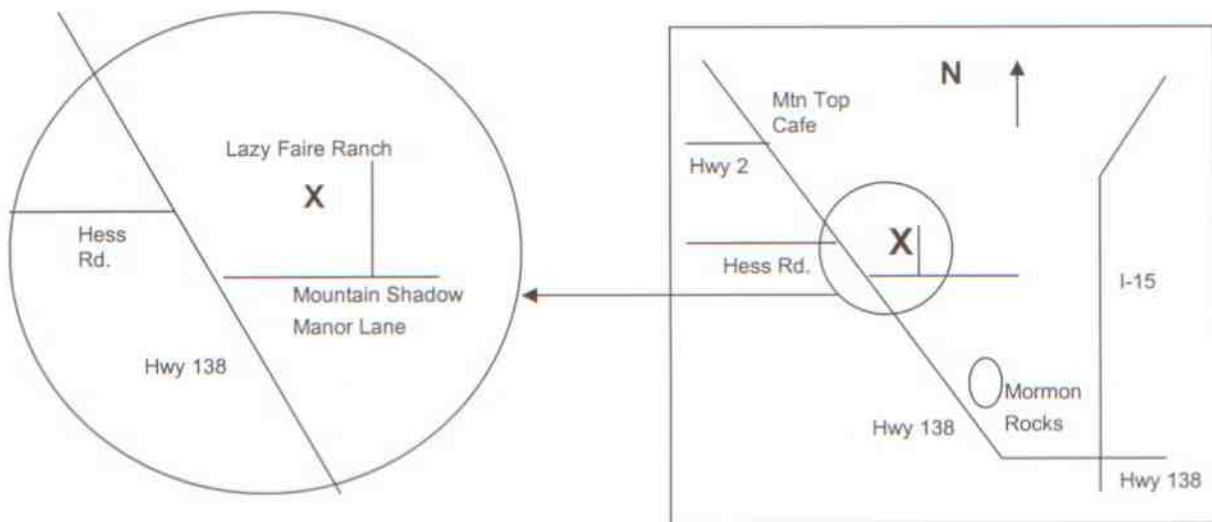 Lazy Faire Ranch
X
Hess
Rd.
Mountain Shadow
Manor Lane
Hwy 138
N
Mtn Top
Cafe
Hwy 2
X
Hess Rd.
I-15
Mormon
Rocks
Hwy 138
Hwy 138